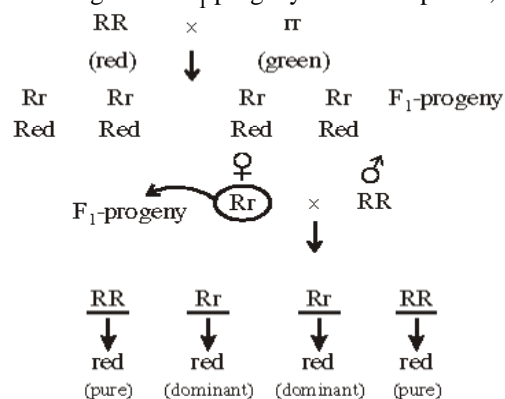 RR × rr
(red) (green)
Rr Rr Rr Rr F₁-progeny
Red Red Red Red
♀ ♂
F₁-progeny Rr × RR
RR Rr Rr RR
red red red red
(pure) (dominant) (dominant) (pure)